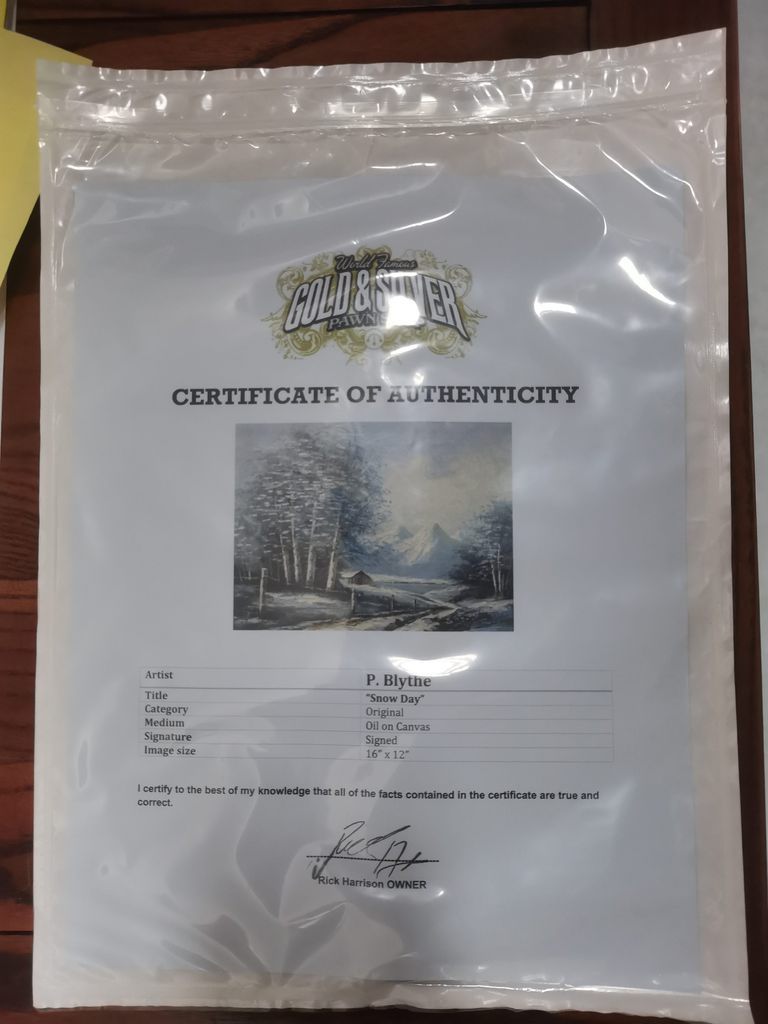 World Famous
GOLD & SILVER
PAWN
CERTIFICATE OF AUTHENTICITY
Artist P. Blythe
Title "Snow Day"
Category Original
Medium Oil on Canvas
Signature Signed
Image size 16" x 12"
I certify to the best of my knowledge that all of the facts contained in the certificate are true and
correct.
Rick Harrison OWNER